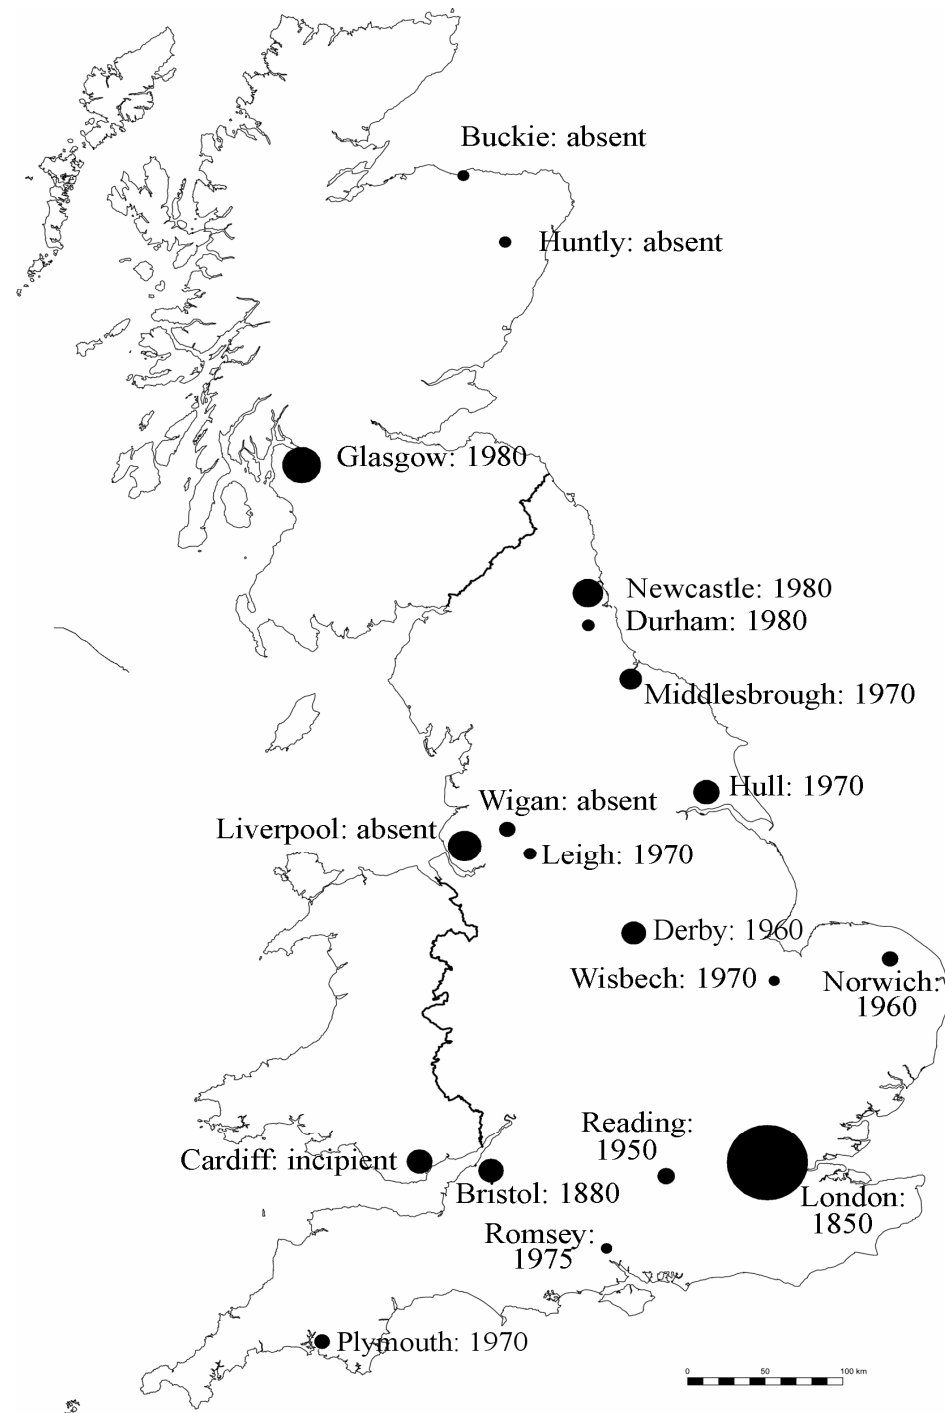 Buckie: absent
Huntly: absent
Glasgow: 1980
Newcastle: 1980
Durham: 1980
Middlesbrough: 1970
Hull: 1970
Wigan: absent
Liverpool: absent
Leigh: 1970
Derby: 1960
Wisbech: 1970
Norwich:
1960
Reading:
1950
Cardiff: incipient
Bristol: 1880
London:
1850
Romsey:
1975
Plymouth: 1970
0 50 100 km